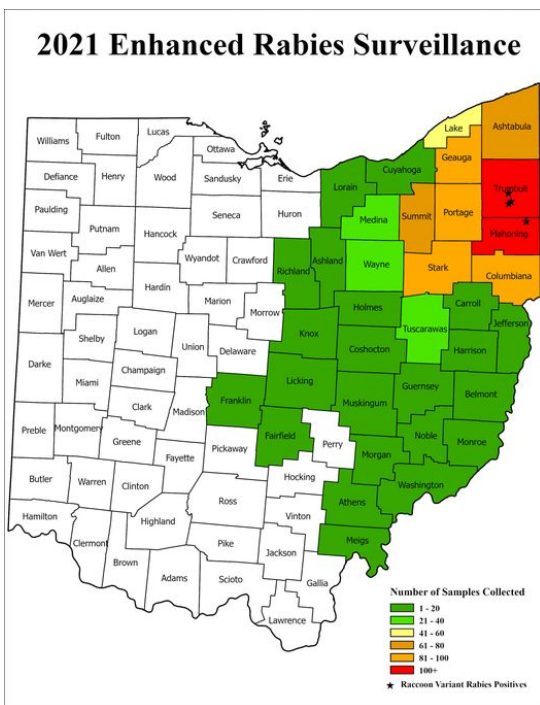 2021 Enhanced Rabies Surveillance
Williams
Fulton
Lucas
Ottawa
Lake
Ashtabula
Defiance
Henry
Wood
Sandusky
Erie
Lorain
Cuyahoga
Geauga
Trumbull
Paulding
Putnam
Hancock
Seneca
Huron
Medina
Summit
Portage
Mahoning
Van Wert
Allen
Wyandot
Crawford
Richland
Ashland
Wayne
Stark
Columbiana
Mercer
Auglaize
Hardin
Marion
Morrow
Holmes
Tuscarawas
Carroll
Jefferson
Shelby
Logan
Union
Delaware
Knox
Coshocton
Harrison
Darke
Miami
Champaign
Clark
Madison
Franklin
Licking
Muskingum
Guernsey
Belmont
Preble
Montgomery
Greene
Fayette
Pickaway
Fairfield
Perry
Morgan
Noble
Monroe
Butler
Warren
Clinton
Ross
Hocking
Athens
Washington
Hamilton
Clermont
Highland
Pike
Vinton
Meigs
Brown
Adams
Scioto
Jackson
Gallia
Lawrence
Number of Samples Collected
1 - 20
21 - 40
41 - 60
61 - 80
81 - 100
100+
Raccoon Variant Rabies Positives